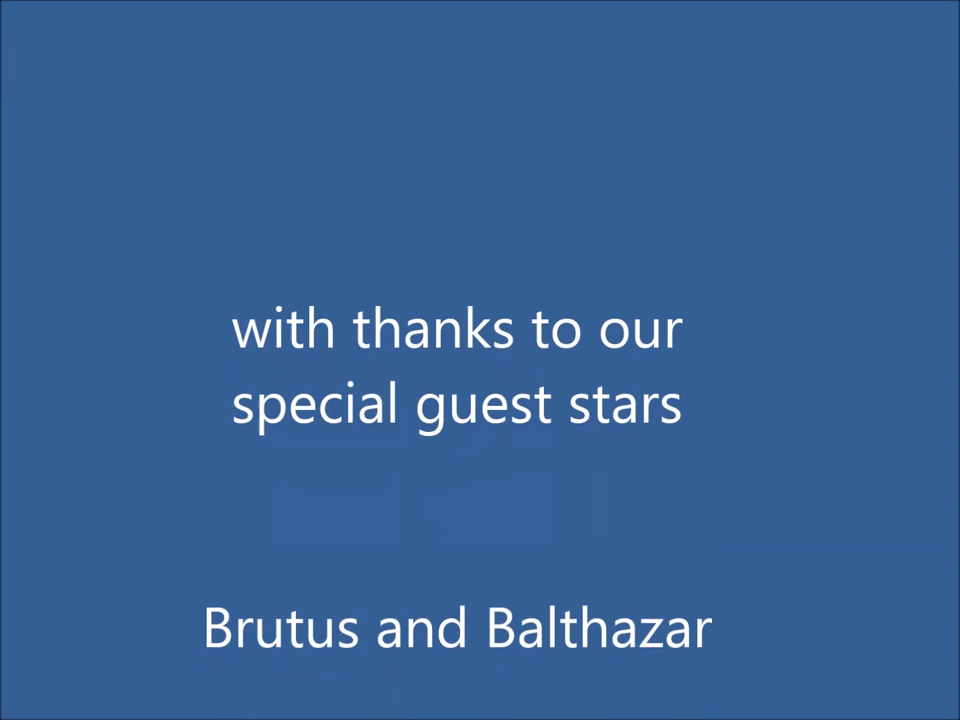 with thanks to our
special guest stars
Brutus and Balthazar